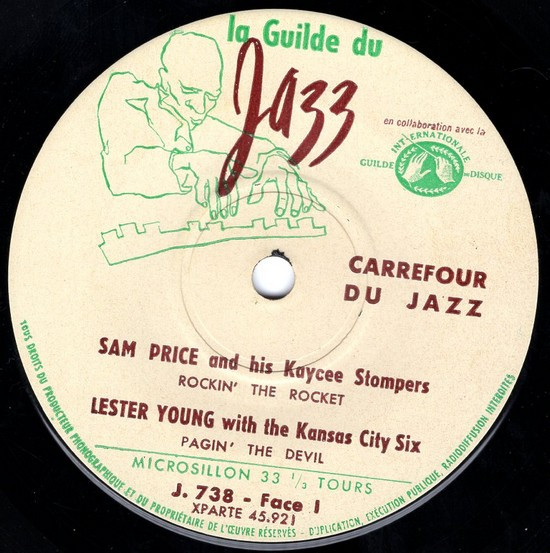 la Guilde du
Jazz
en collaboration avec la
GUILDE INTERNATIONALE DU DISQUE
CARREFOUR
DU JAZZ
SAM PRICE and his Kaycee Stompers
ROCKIN' THE ROCKET
LESTER YOUNG with the Kansas City Six
PAGIN' THE DEVIL
MICROSILLON 33 1/3 TOURS
J. 738 - Face I
XPARTE 45.921
TOUS DROITS DU PRODUCTEUR PHONOGRAPHIQUE ET DU PROPRIÉTAIRE DE L'ŒUVRE RÉSERVÉS - DUPLICATION, EXÉCUTION PUBLIQUE, RADIODIFFUSION INTERDITES